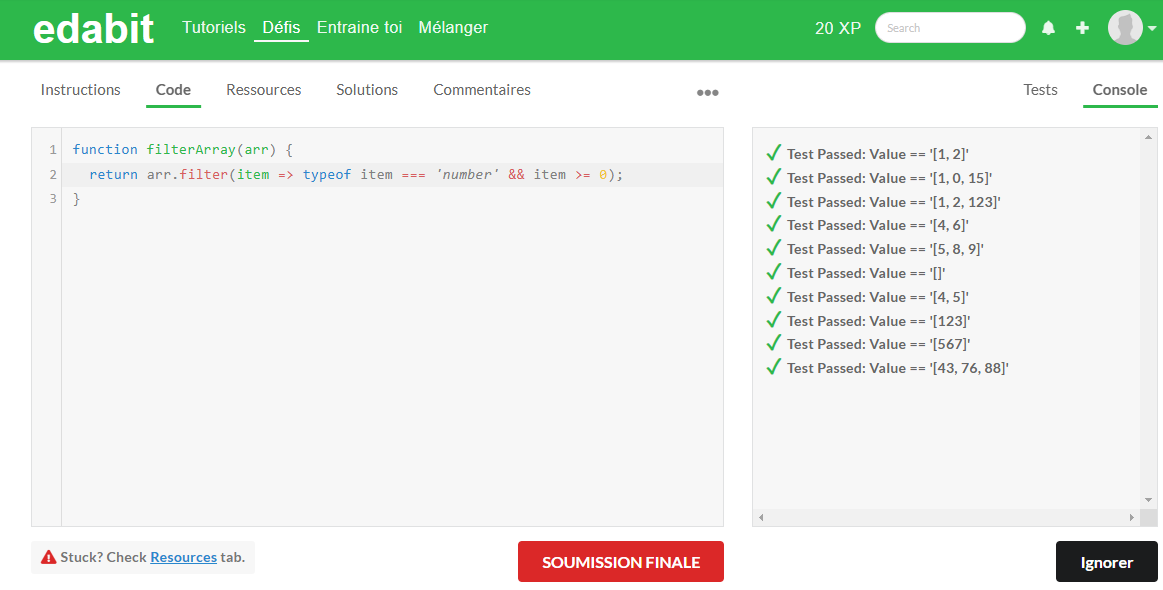 edabit Tutoriels Défis Entraine toi Mélanger 20 XP Search
Instructions Code Ressources Solutions Commentaires Tests Console
1 function filterArray(arr) {
2 return arr.filter(item => typeof item === 'number' && item >= 0);
3 }
Test Passed: Value == '[1, 2]'
Test Passed: Value == '[1, 0, 15]'
Test Passed: Value == '[1, 2, 123]'
Test Passed: Value == '[4, 6]'
Test Passed: Value == '[5, 8, 9]'
Test Passed: Value == '[]'
Test Passed: Value == '[4, 5]'
Test Passed: Value == '[123]'
Test Passed: Value == '[567]'
Test Passed: Value == '[43, 76, 88]'
Stuck? Check Resources tab.
SOUMISSION FINALE
Ignorer